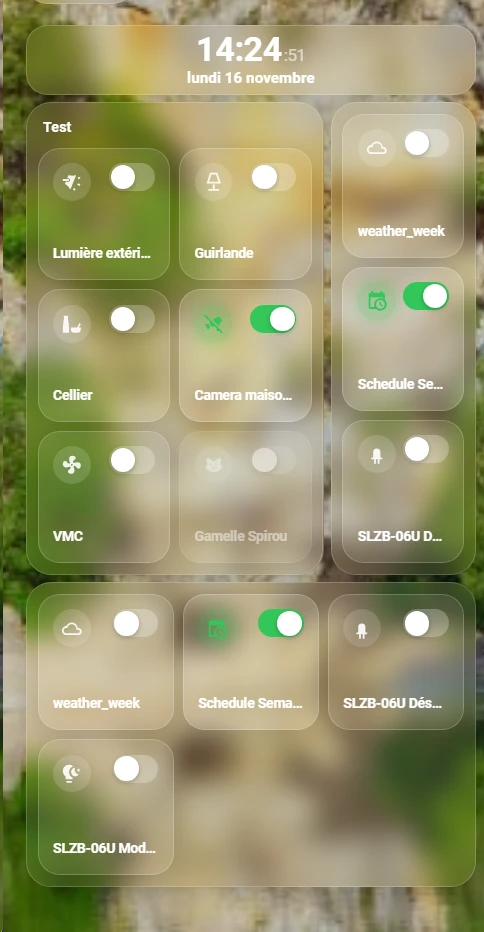 14:24:51
lundi 16 novembre
Test
Lumière extéri...
Guirlande
Cellier
Camera maiso...
VMC
Gamelle Spirou
weather_week
Schedule Se...
SLZB-06U D...
weather_week
Schedule Sema...
SLZB-06U Dés...
SLZB-06U Mod...